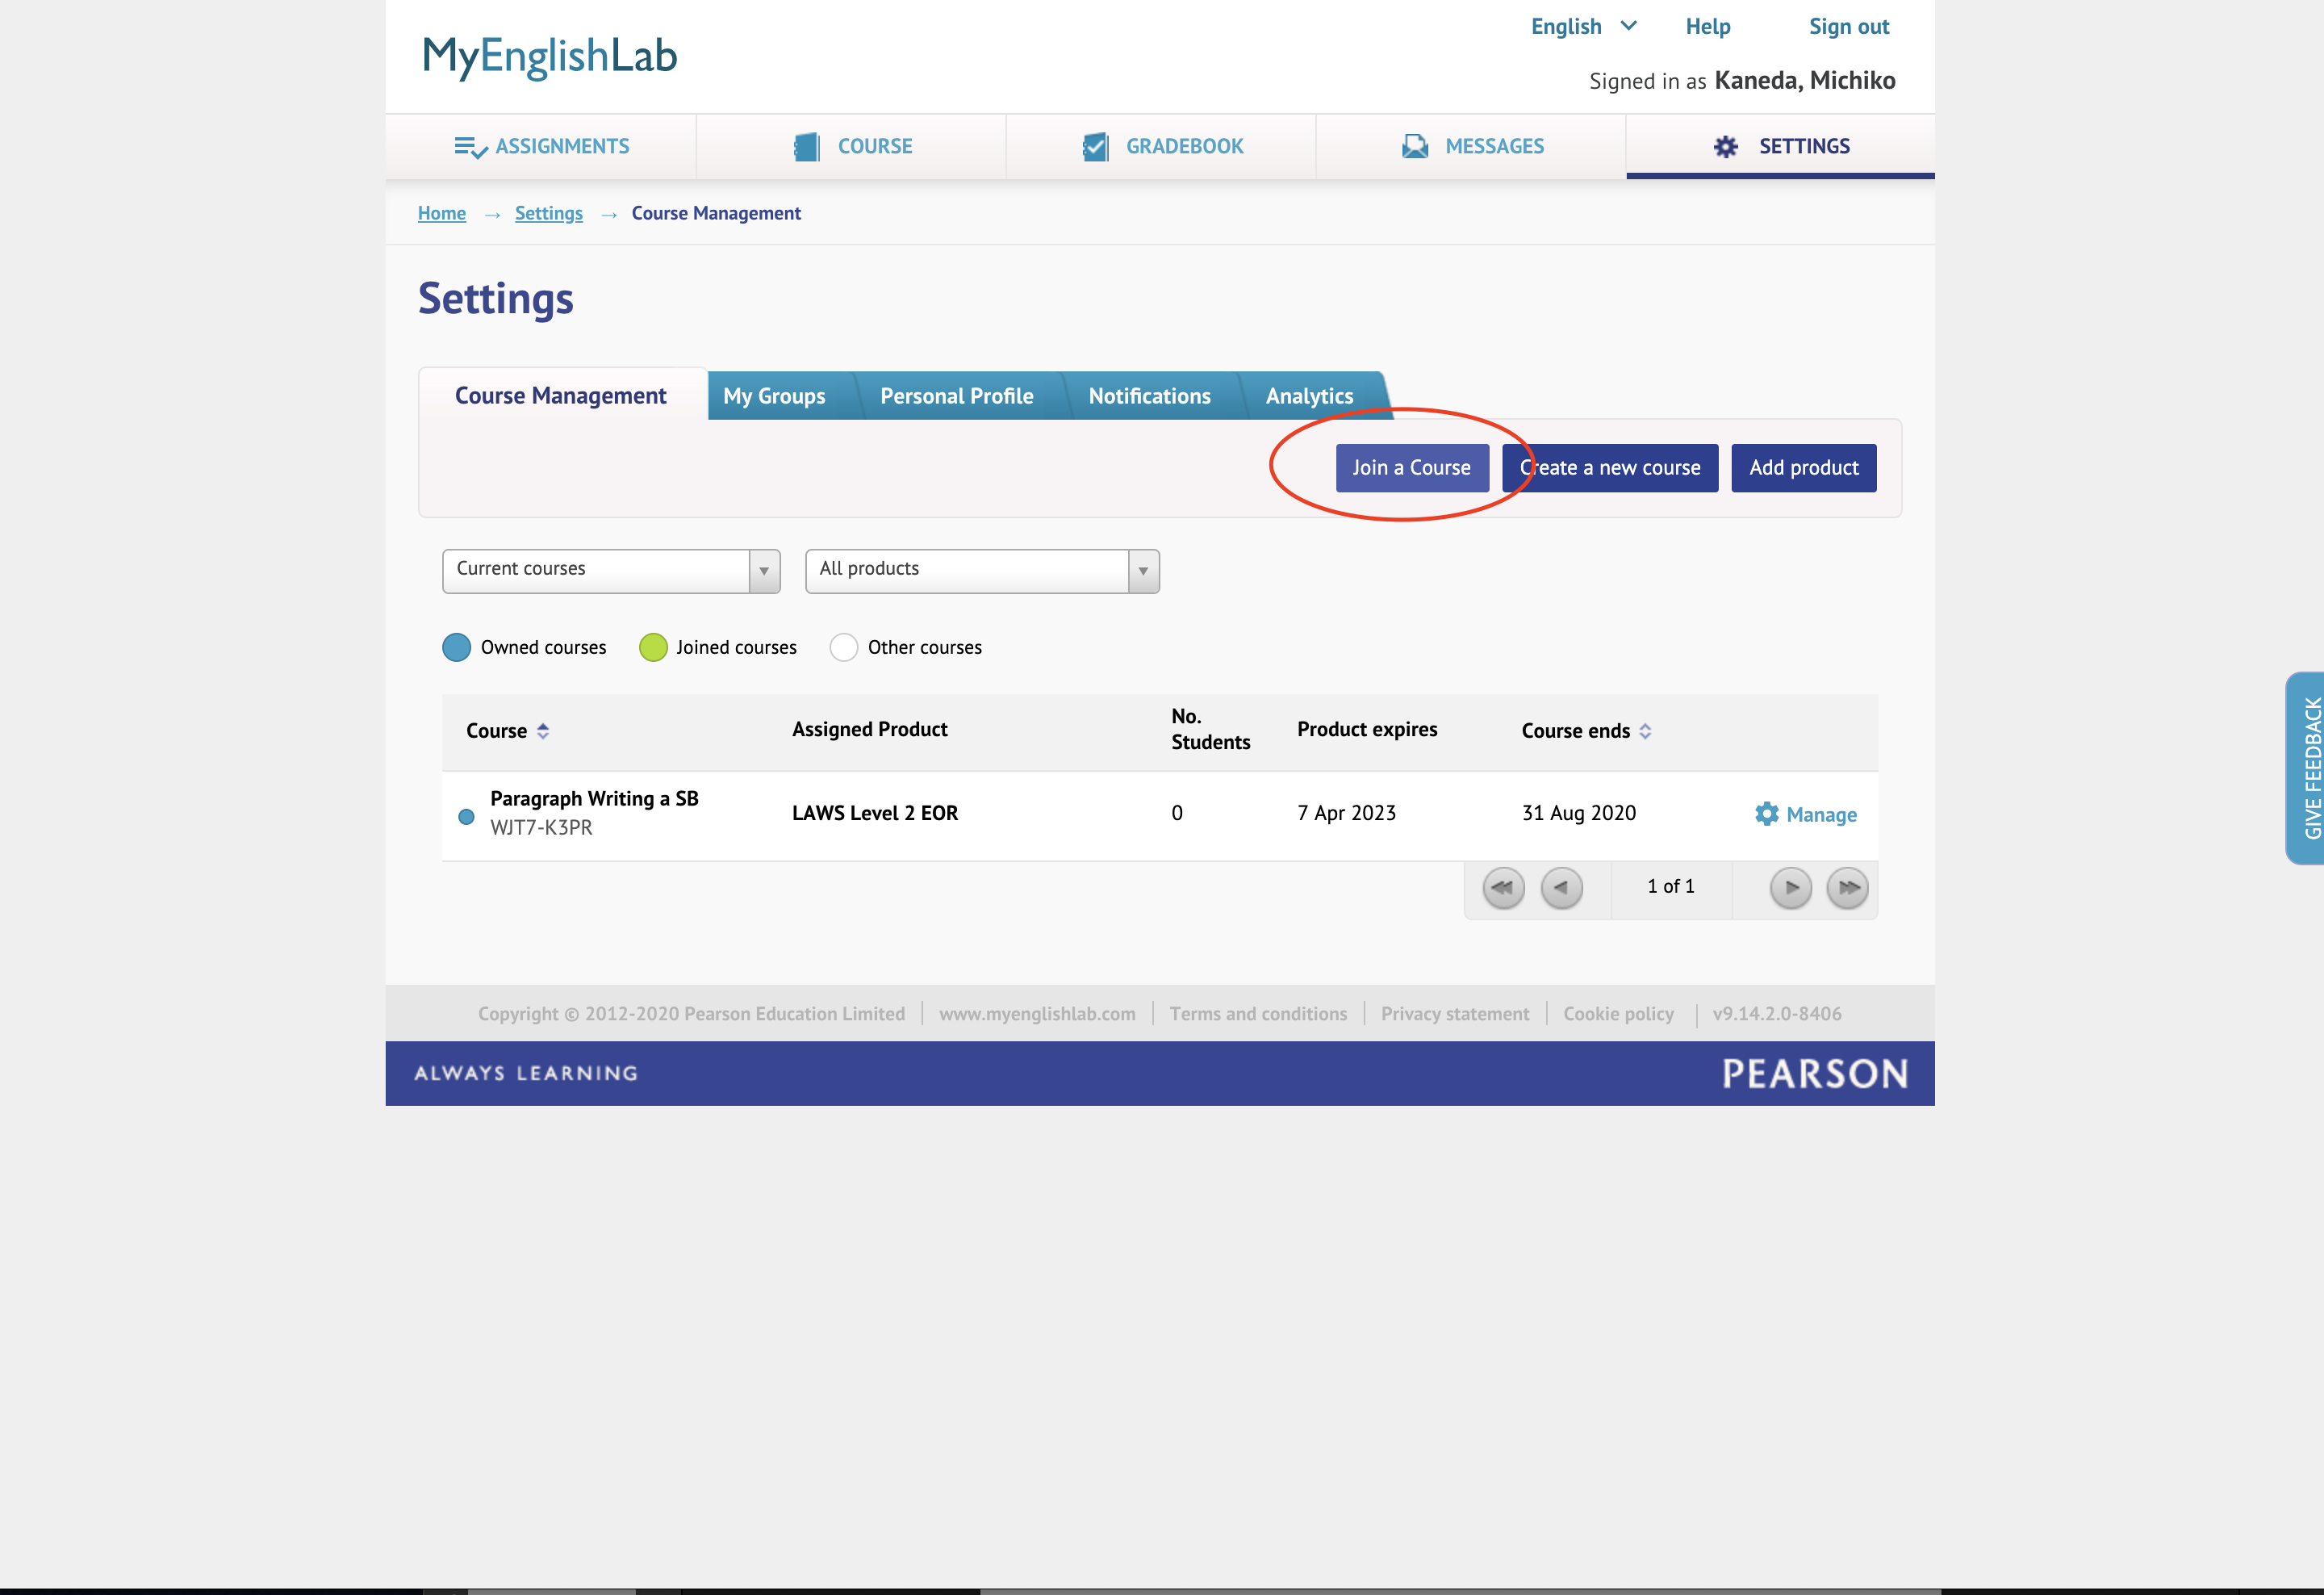 MyEnglishLab
English Help Sign out
Signed in as Kaneda, Michiko
ASSIGNMENTS COURSE GRADEBOOK MESSAGES SETTINGS
Home → Settings → Course Management
Settings
Course Management My Groups Personal Profile Notifications Analytics
Join a Course Create a new course Add product
Current courses All products
Owned courses Joined courses Other courses
Course Assigned Product No. Students Product expires Course ends
Paragraph Writing a SB
WJT7-K3PR
LAWS Level 2 EOR 0 7 Apr 2023 31 Aug 2020 Manage
1 of 1
GIVE FEEDBACK
Copyright © 2012-2020 Pearson Education Limited www.myenglishlab.com Terms and conditions Privacy statement Cookie policy v9.14.2.0-8406
ALWAYS LEARNING PEARSON